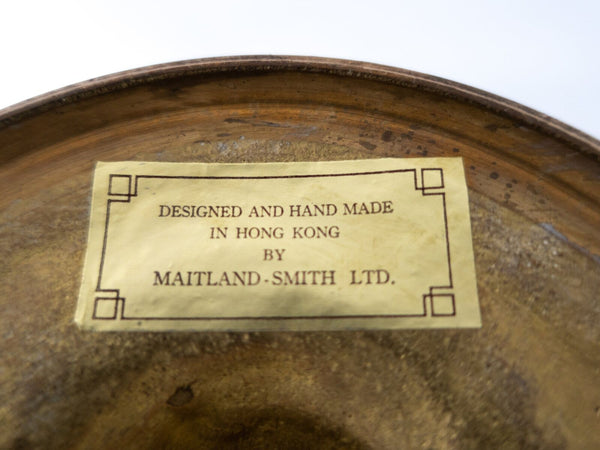 DESIGNED AND HAND MADE
IN HONG KONG
BY
MAITLAND-SMITH LTD.